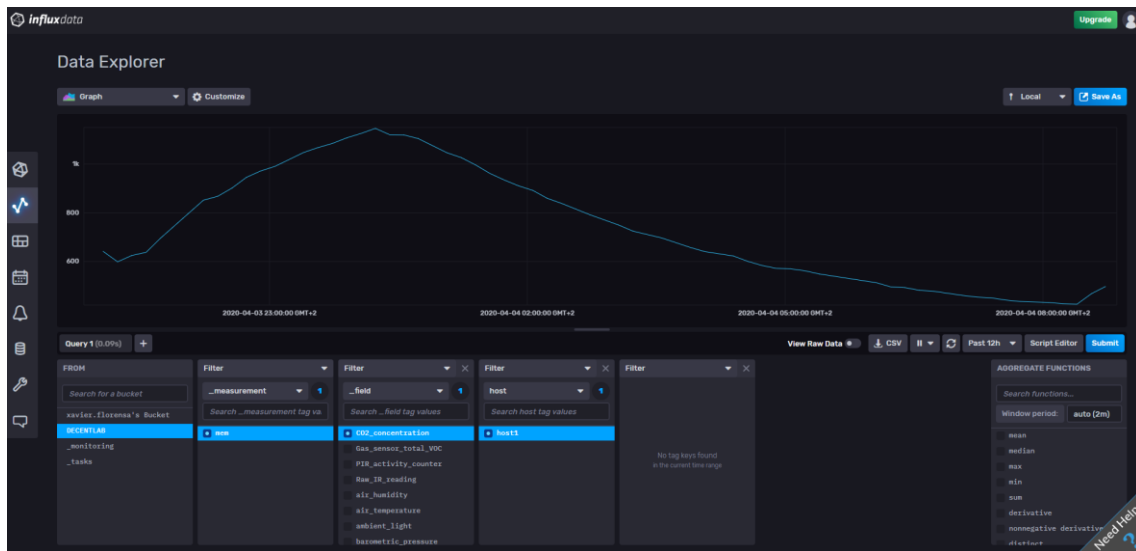 influxdata
Upgrade
Data Explorer
Graph
Customize
Local
Save As
1k
800
600
2020-04-03 23:00:00 GMT+2
2020-04-04 02:00:00 GMT+2
2020-04-04 05:00:00 GMT+2
2020-04-04 08:00:00 GMT+2
Query 1 (0.09s)
+
View Raw Data
CSV
Past 12h
Script Editor
Submit
FROM
Search for a bucket
xavier.florensa's Bucket
DECENTLAB
_monitoring
_tasks
Filter
_measurement
1
Search _measurement tag va
mem
Filter
_field
1
Search _field tag values
CO2_concentration
Gas_sensor_total_VOC
PIR_activity_counter
Raw_IR_reading
air_humidity
air_temperature
ambient_light
barometric_pressure
Filter
host
1
Search host tag values
host1
Filter
No tag keys found
in the current time range
AGGREGATE FUNCTIONS
Search functions...
Window period:
auto (2m)
mean
median
max
min
sum
derivative
nonnegative derivative
distinct
Need Help